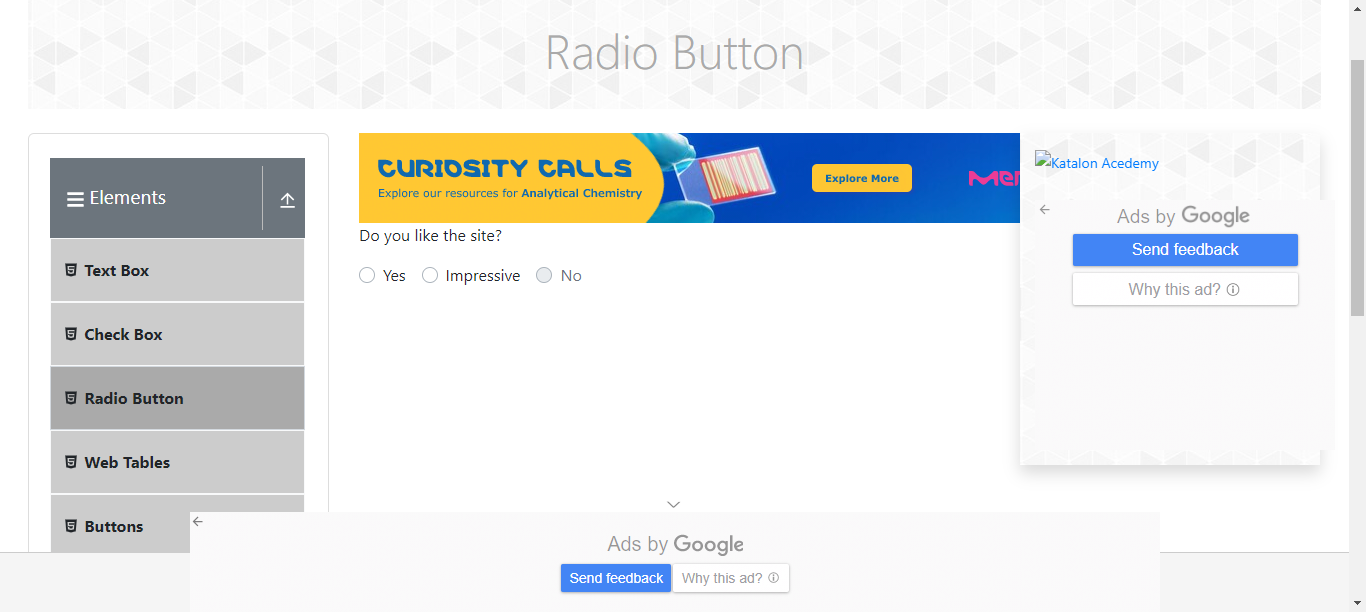 Radio Button
Elements
Text Box
Check Box
Radio Button
Web Tables
Buttons
CURIOSITY CALLS
Explore our resources for Analytical Chemistry
Explore More
Do you like the site?
Yes Impressive No
Katalon Acedemy
Ads by Google
Send feedback
Why this ad?
Ads by Google
Send feedback Why this ad?